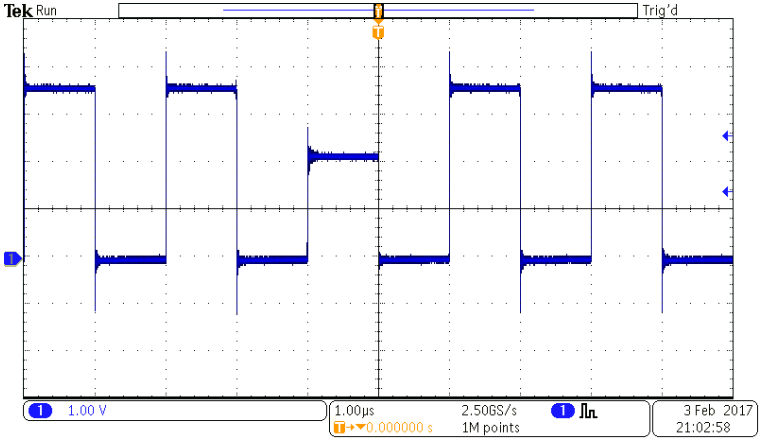 Tek Run Trig'd
T
1
1 1.00 V 1.00µs 2.50GS/s 1 3 Feb 2017
T→▼0.000000 s 1M points 21:02:58